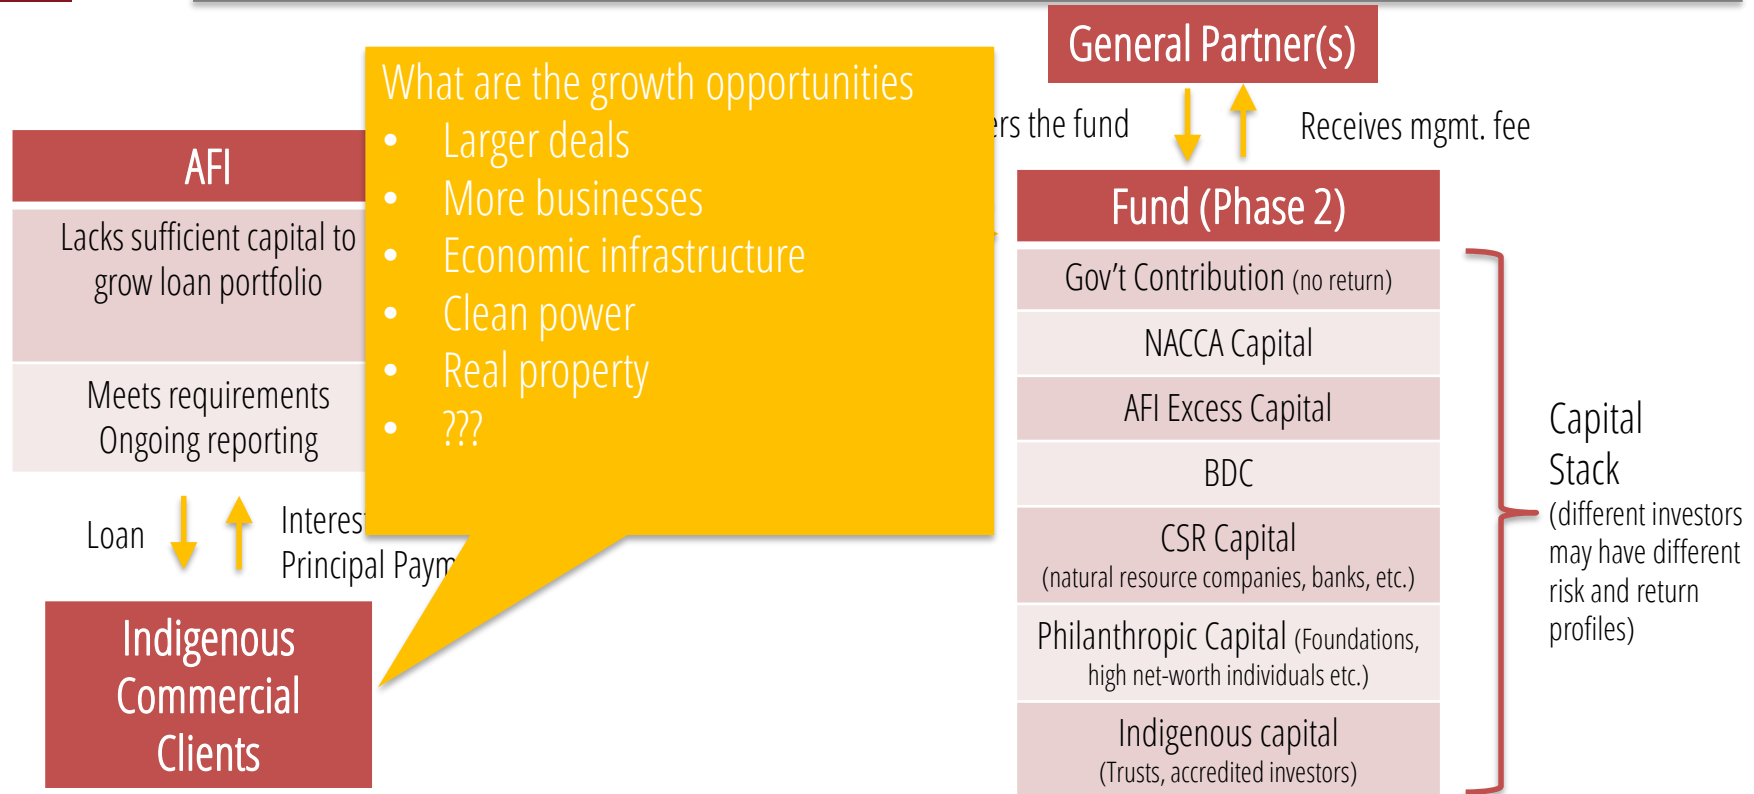 General Partner(s)
ers the fund
Receives mgmt. fee
What are the growth opportunities
• Larger deals
• More businesses
• Economic infrastructure
• Clean power
• Real property
• ???
AFI
Lacks sufficient capital to
grow loan portfolio
Meets requirements
Ongoing reporting
Loan
Interes
Principal Paym
Indigenous
Commercial
Clients
Fund (Phase 2)
Gov’t Contribution (no return)
NACCA Capital
AFI Excess Capital
BDC
CSR Capital
(natural resource companies, banks, etc.)
Philanthropic Capital (Foundations,
high net-worth individuals etc.)
Indigenous capital
(Trusts, accredited investors)
Capital
Stack
(different investors
may have different
risk and return
profiles)